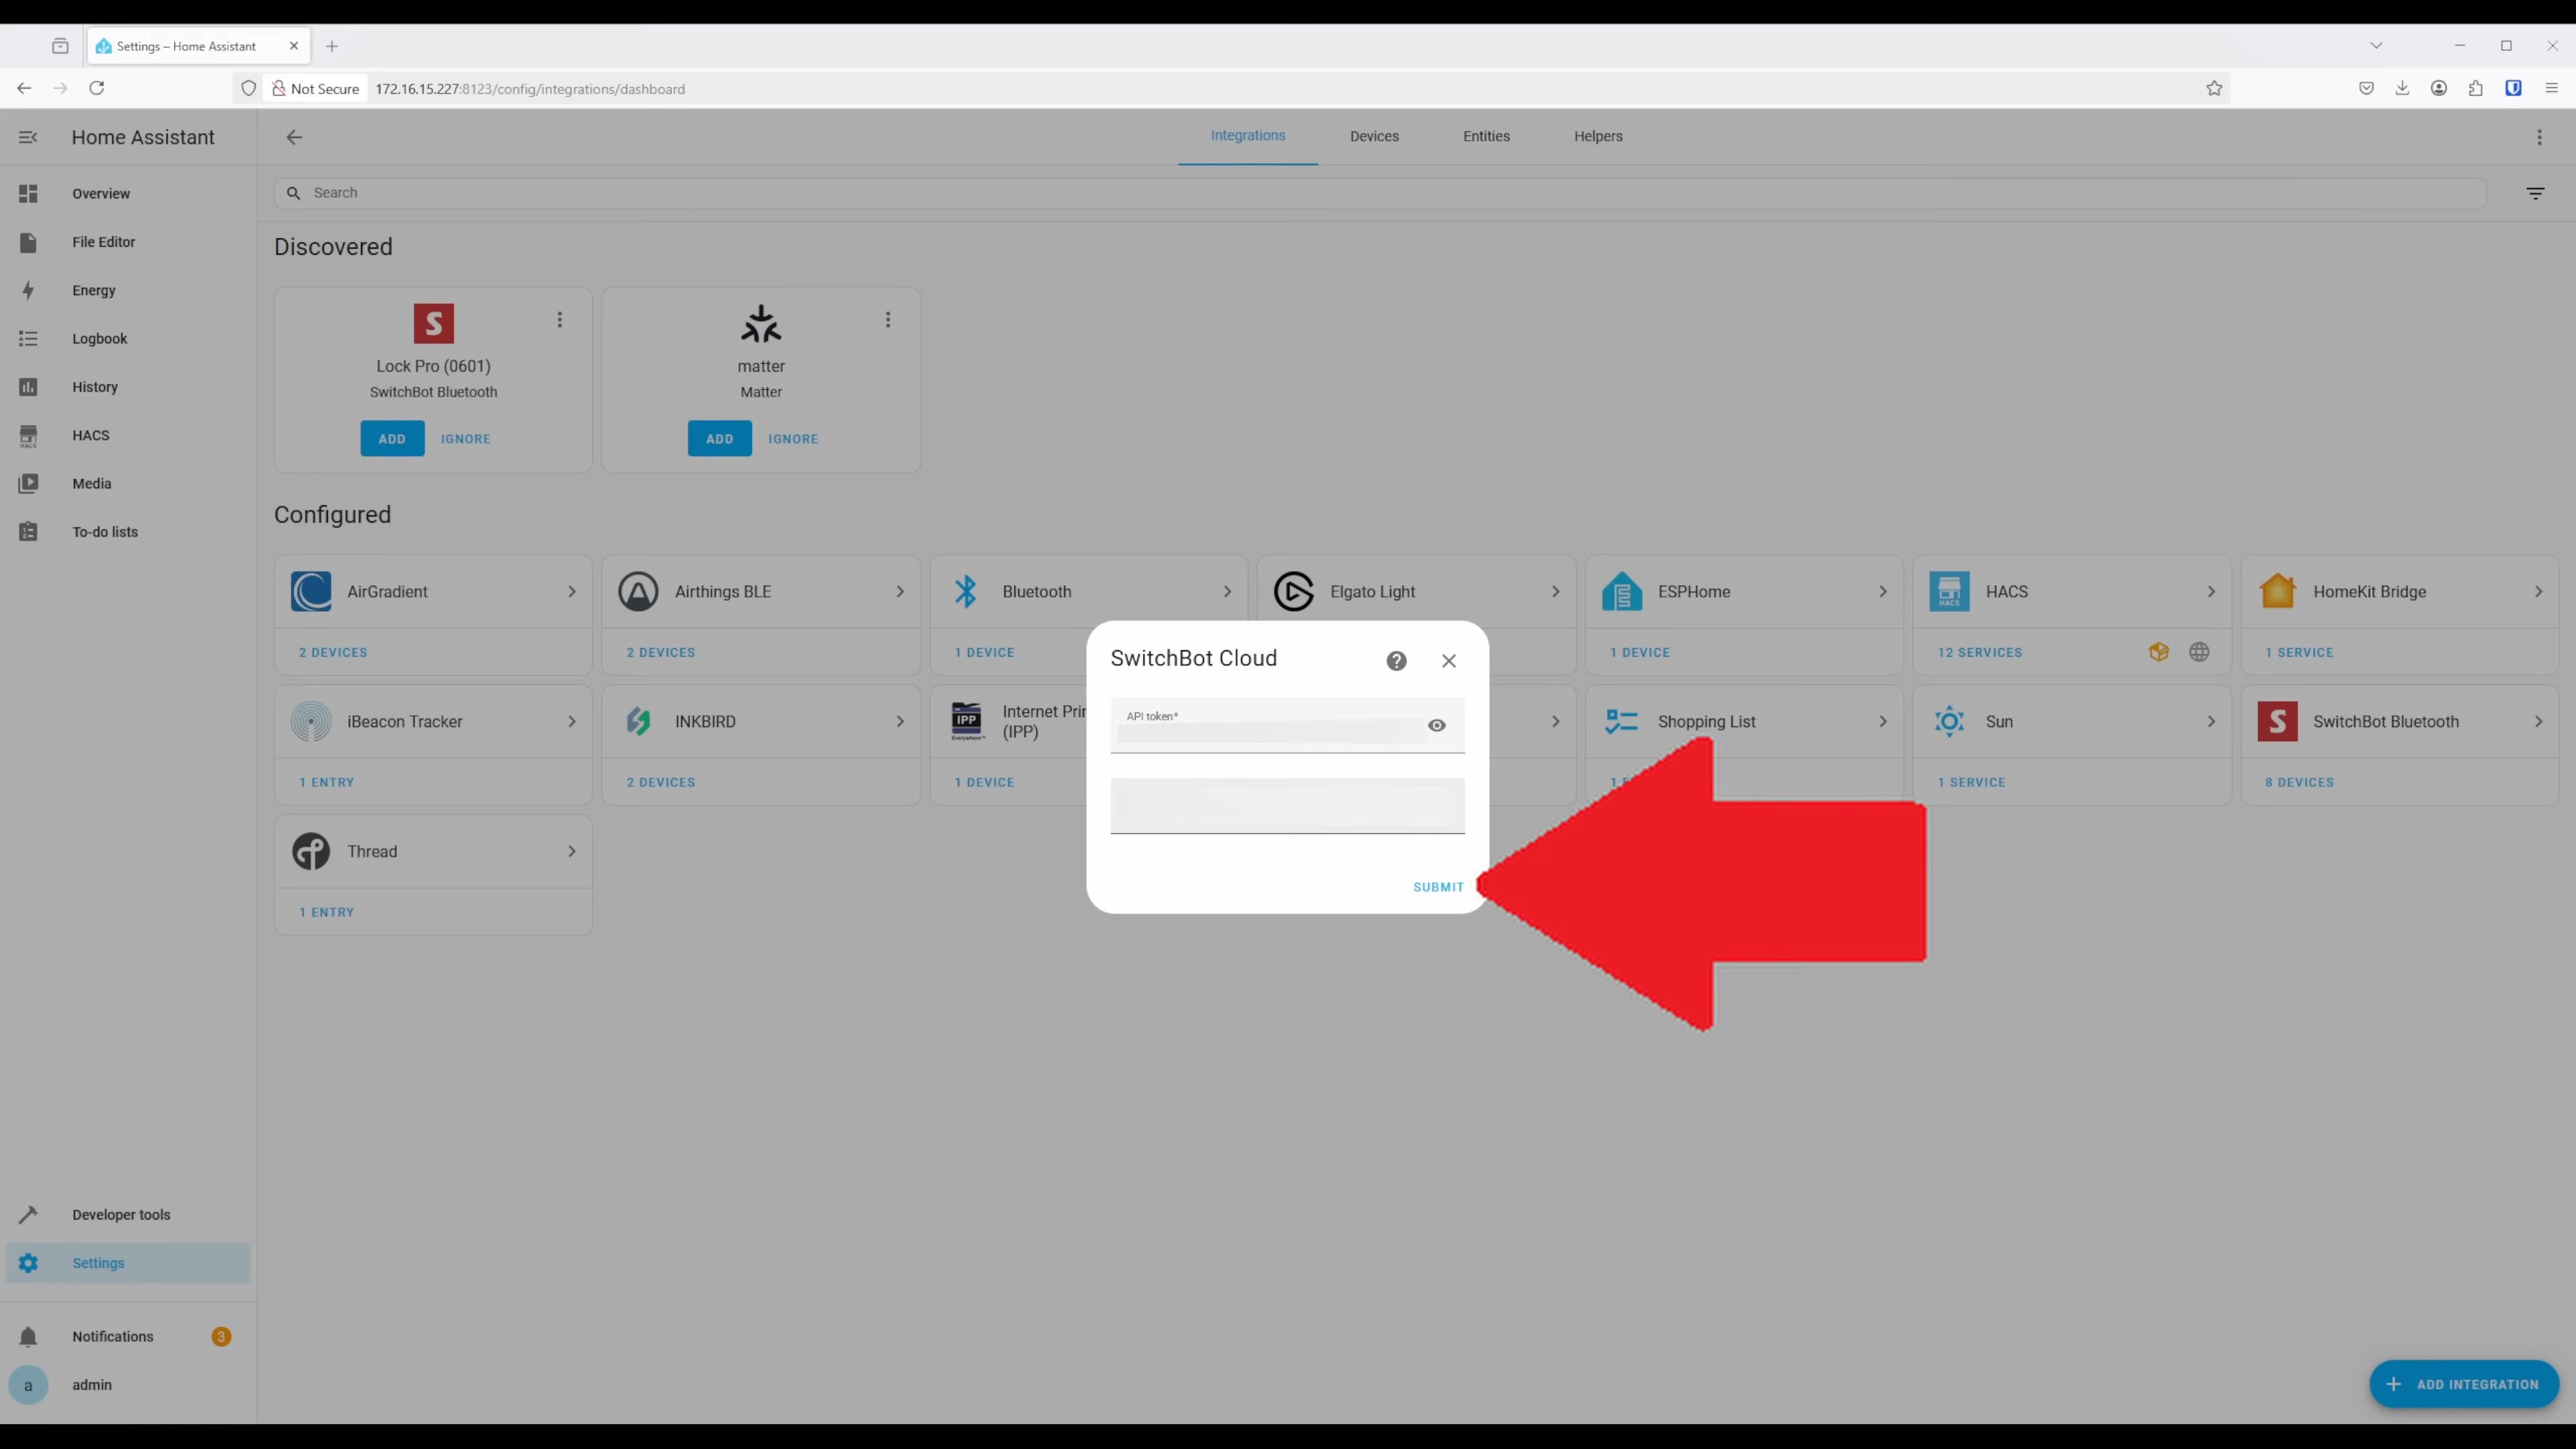 Settings – Home Assistant
Not Secure
172.16.15.227:8123/config/integrations/dashboard
Home Assistant
Integrations
Devices
Entities
Helpers
Overview
File Editor
Energy
Logbook
History
HACS
Media
To-do lists
Developer tools
Settings
Notifications
3
a
admin
Search
Discovered
S
Lock Pro (0601)
SwitchBot Bluetooth
ADD
IGNORE
matter
Matter
ADD
IGNORE
Configured
AirGradient
2 DEVICES
Airthings BLE
2 DEVICES
Bluetooth
1 DEVICE
Elgato Light
ESPHome
1 DEVICE
HACS
HACS
12 SERVICES
HomeKit Bridge
1 SERVICE
iBeacon Tracker
1 ENTRY
INKBIRD
2 DEVICES
IPP
Internet
(IPP)
1 DEVICE
Shopping List
1
Sun
1 SERVICE
S
SwitchBot Bluetooth
8 DEVICES
Thread
1 ENTRY
SwitchBot Cloud
API token*
SUBMIT
ADD INTEGRATION